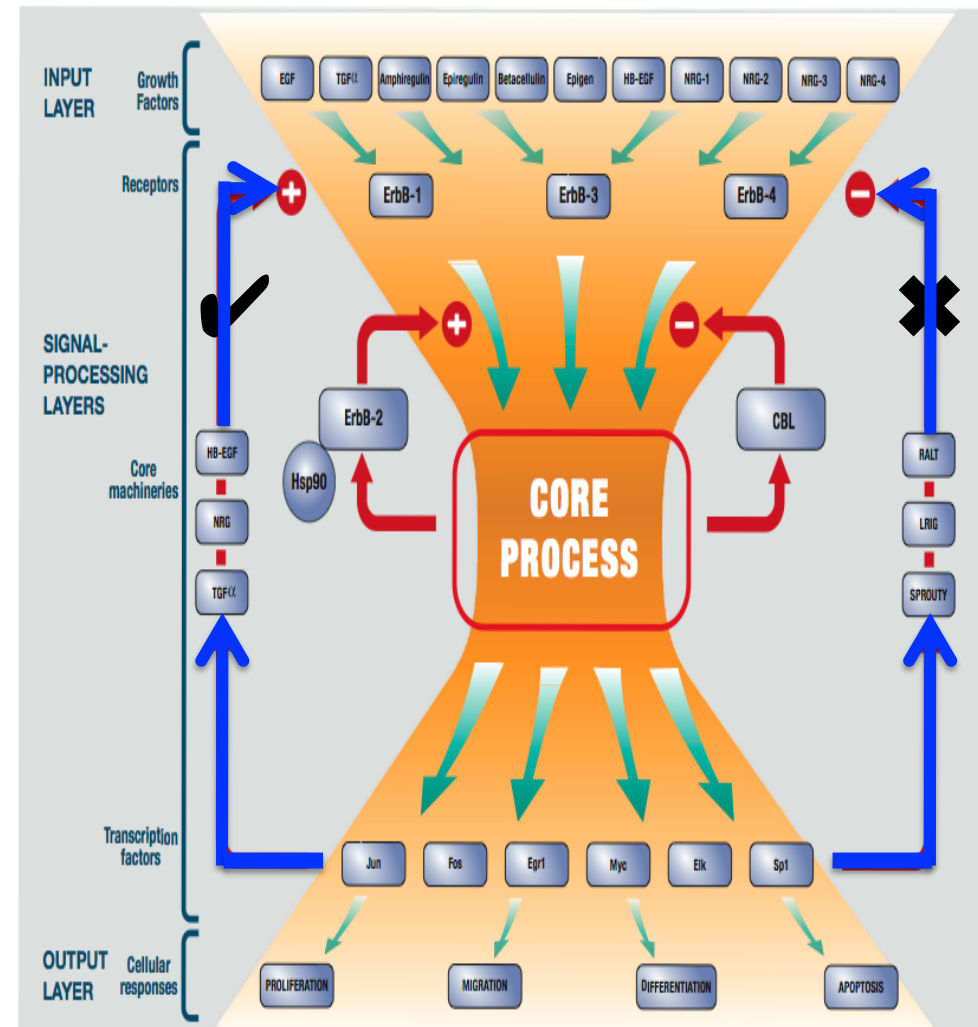 INPUT
LAYER
Growth
Factors
EGF
TGFα
Amphiregulin
Epiregulin
Betacellulin
Epigen
HB-EGF
NRG-1
NRG-2
NRG-3
NRG-4
Receptors
+
ErbB-1
ErbB-3
ErbB-4
−
SIGNAL-
PROCESSING
LAYERS
+
−
ErbB-2
Hsp90
CBL
Core
machineries
HB-EGF
NRG
TGFα
CORE
PROCESS
RALT
LRIG
SPROUTY
Transcription
factors
Jun
Fos
Egr1
Myc
Elk
Sp1
OUTPUT
LAYER
Cellular
responses
PROLIFERATION
MIGRATION
DIFFERENTIATION
APOPTOSIS